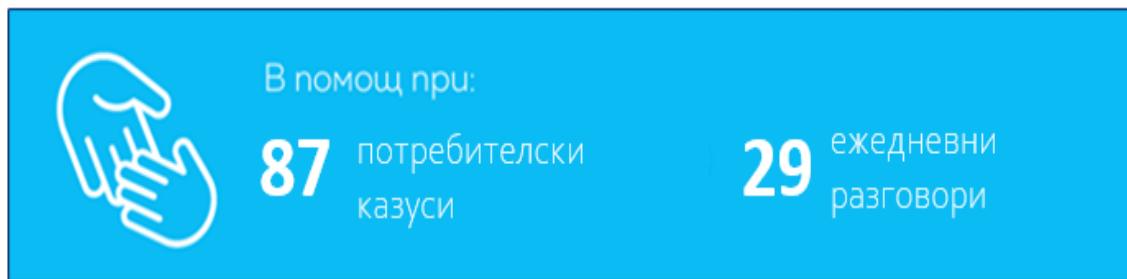 В помощ при:
87 потребителски
казуси
29 ежедневни
разговори